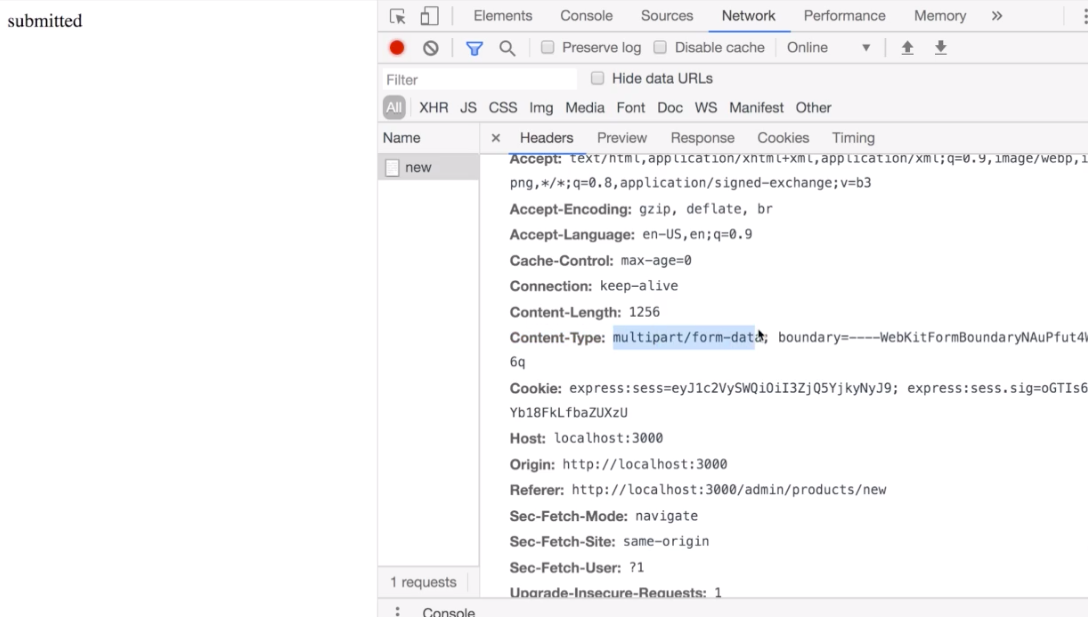 submitted
Elements Console Sources Network Performance Memory »
Preserve log Disable cache Online ▼
Filter Hide data URLs
All XHR JS CSS Img Media Font Doc WS Manifest Other
Name × Headers Preview Response Cookies Timing
new
Accept: text/html,application/xhtml+xml,application/xml;q=0.9,image/webp,
png,*/*;q=0.8,application/signed-exchange;v=b3
Accept-Encoding: gzip, deflate, br
Accept-Language: en-US,en;q=0.9
Cache-Control: max-age=0
Connection: keep-alive
Content-Length: 1256
Content-Type: multipart/form-data; boundary=----WebKitFormBoundaryNAuPfut4W
6q
Cookie: express:sess=eyJ1c2VySWQiOiI3ZjQ5YjkyNyJ9; express:sess.sig=oGTIs6
Yb18FkLfbaZUXzU
Host: localhost:3000
Origin: http://localhost:3000
Referer: http://localhost:3000/admin/products/new
Sec-Fetch-Mode: navigate
Sec-Fetch-Site: same-origin
Sec-Fetch-User: ?1
1 requests
Upgrade-Insecure-Requests: 1
Console